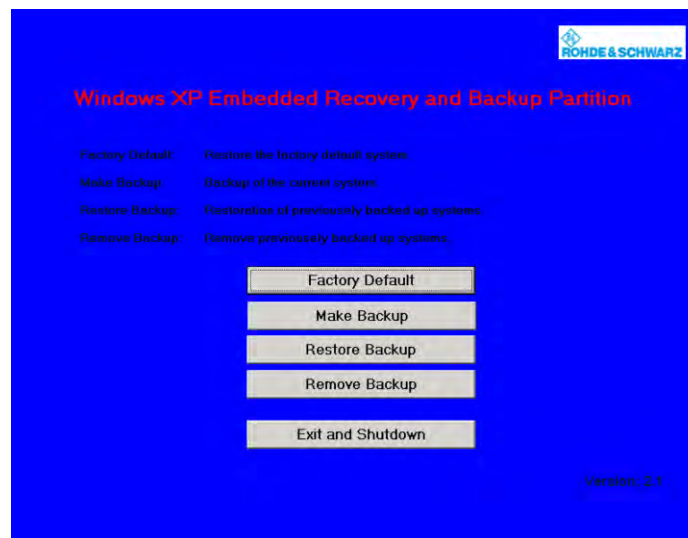 ROHDE & SCHWARZ
Windows XP Embedded Recovery and Backup Partition
Factory Default: Restore the factory default system.
Make Backup: Backup of the current system.
Restore Backup: Restoration of previousely backed up systems.
Remove Backup: Remove previousely backed up systems.
Factory Default
Make Backup
Restore Backup
Remove Backup
Exit and Shutdown
Version: 2.1